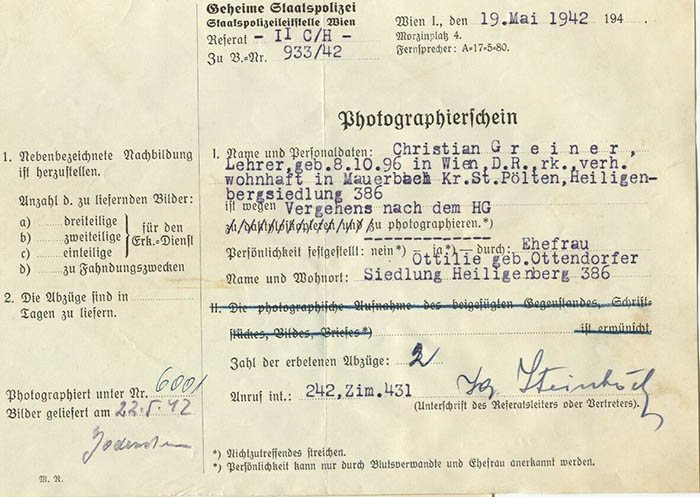 Geheime Staatspolizei
Staatspolizeileitstelle Wien
Referat - II C/H -
Zu B.=Nr. 933/42
Wien I., den 19.Mai 1942 194
Morzinplatz 4.
Fernsprecher: A=17=5=80.
Photographierschein
1. Nebenbezeichnete Nachbildung
ist herzustellen.
Anzahl d. zu liefernden Bilder:
a) dreiteilige
b) zweiteilige
c) einteilige
für den
Erk.=Dienst
d) zu Fahndungszwecken
2. Die Abzüge sind in
Tagen zu liefern.
Photographiert unter Nr. 6001
Bilder geliefert am 22.5.42
M. R.
I. Name und Personaldaten: Christian Greiner,
Lehrer,geb.8.10.96 in Wien,D.R.,rk.,verh.
wohnhaft in Mauerbach Kr.St.Pölten,Heiligen-
bergsiedlung 386
ist wegen Vergehens nach dem HG
zu daktyloskopieren und zu photographieren.*)
Persönlichkeit festgestellt: nein*) – ja*) – durch: Ehefrau
Ottilie geb.Ottendorfer
Name und Wohnort: Siedlung Heiligenberg 386
II. Die photographische Aufnahme des beigefügten Gegenstandes, Schrift-
stückes, Bildes, Briefes*) ist erwünscht.
Zahl der erbetenen Abzüge: 2
Anruf int.: 242,Zim.431
(Unterschrift des Referatsleiters oder Vertreters).
*) Nichtzutreffendes streichen.
*) Persönlichkeit kann nur durch Blutsverwandte und Ehefrau anerkannt werden.